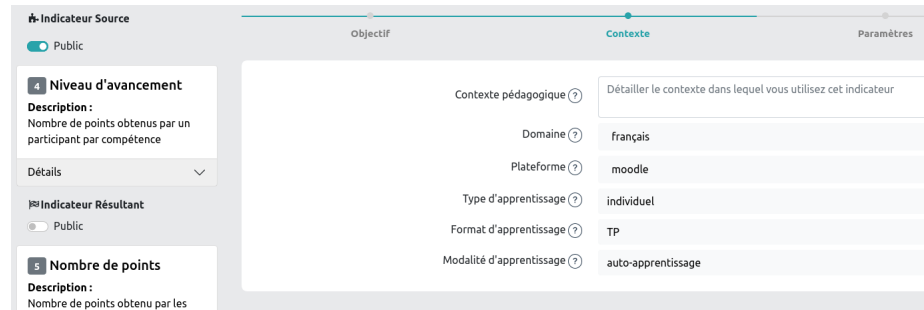 Indicateur Source
Public
4 Niveau d'avancement
Description :
Nombre de points obtenus par un
participant par compétence
Détails
Indicateur Résultant
Public
5 Nombre de points
Description :
Nombre de points obtenu par les
Objectif
Contexte
Paramètres
Contexte pédagogique ? Détailler le contexte dans lequel vous utilisez cet indicateur
Domaine ? français
Plateforme ? moodle
Type d'apprentissage ? individuel
Format d'apprentissage ? TP
Modalité d'apprentissage ? auto-apprentissage